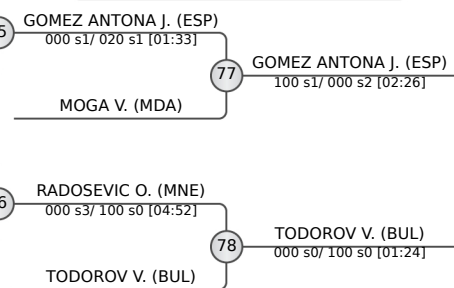 5
GOMEZ ANTONA J. (ESP)
000 s1/ 020 s1 [01:33]
77
GOMEZ ANTONA J. (ESP)
100 s1/ 000 s2 [02:26]
MOGA V. (MDA)
6
RADOSEVIC O. (MNE)
000 s3/ 100 s0 [04:52]
78
TODOROV V. (BUL)
000 s0/ 100 s0 [01:24]
TODOROV V. (BUL)